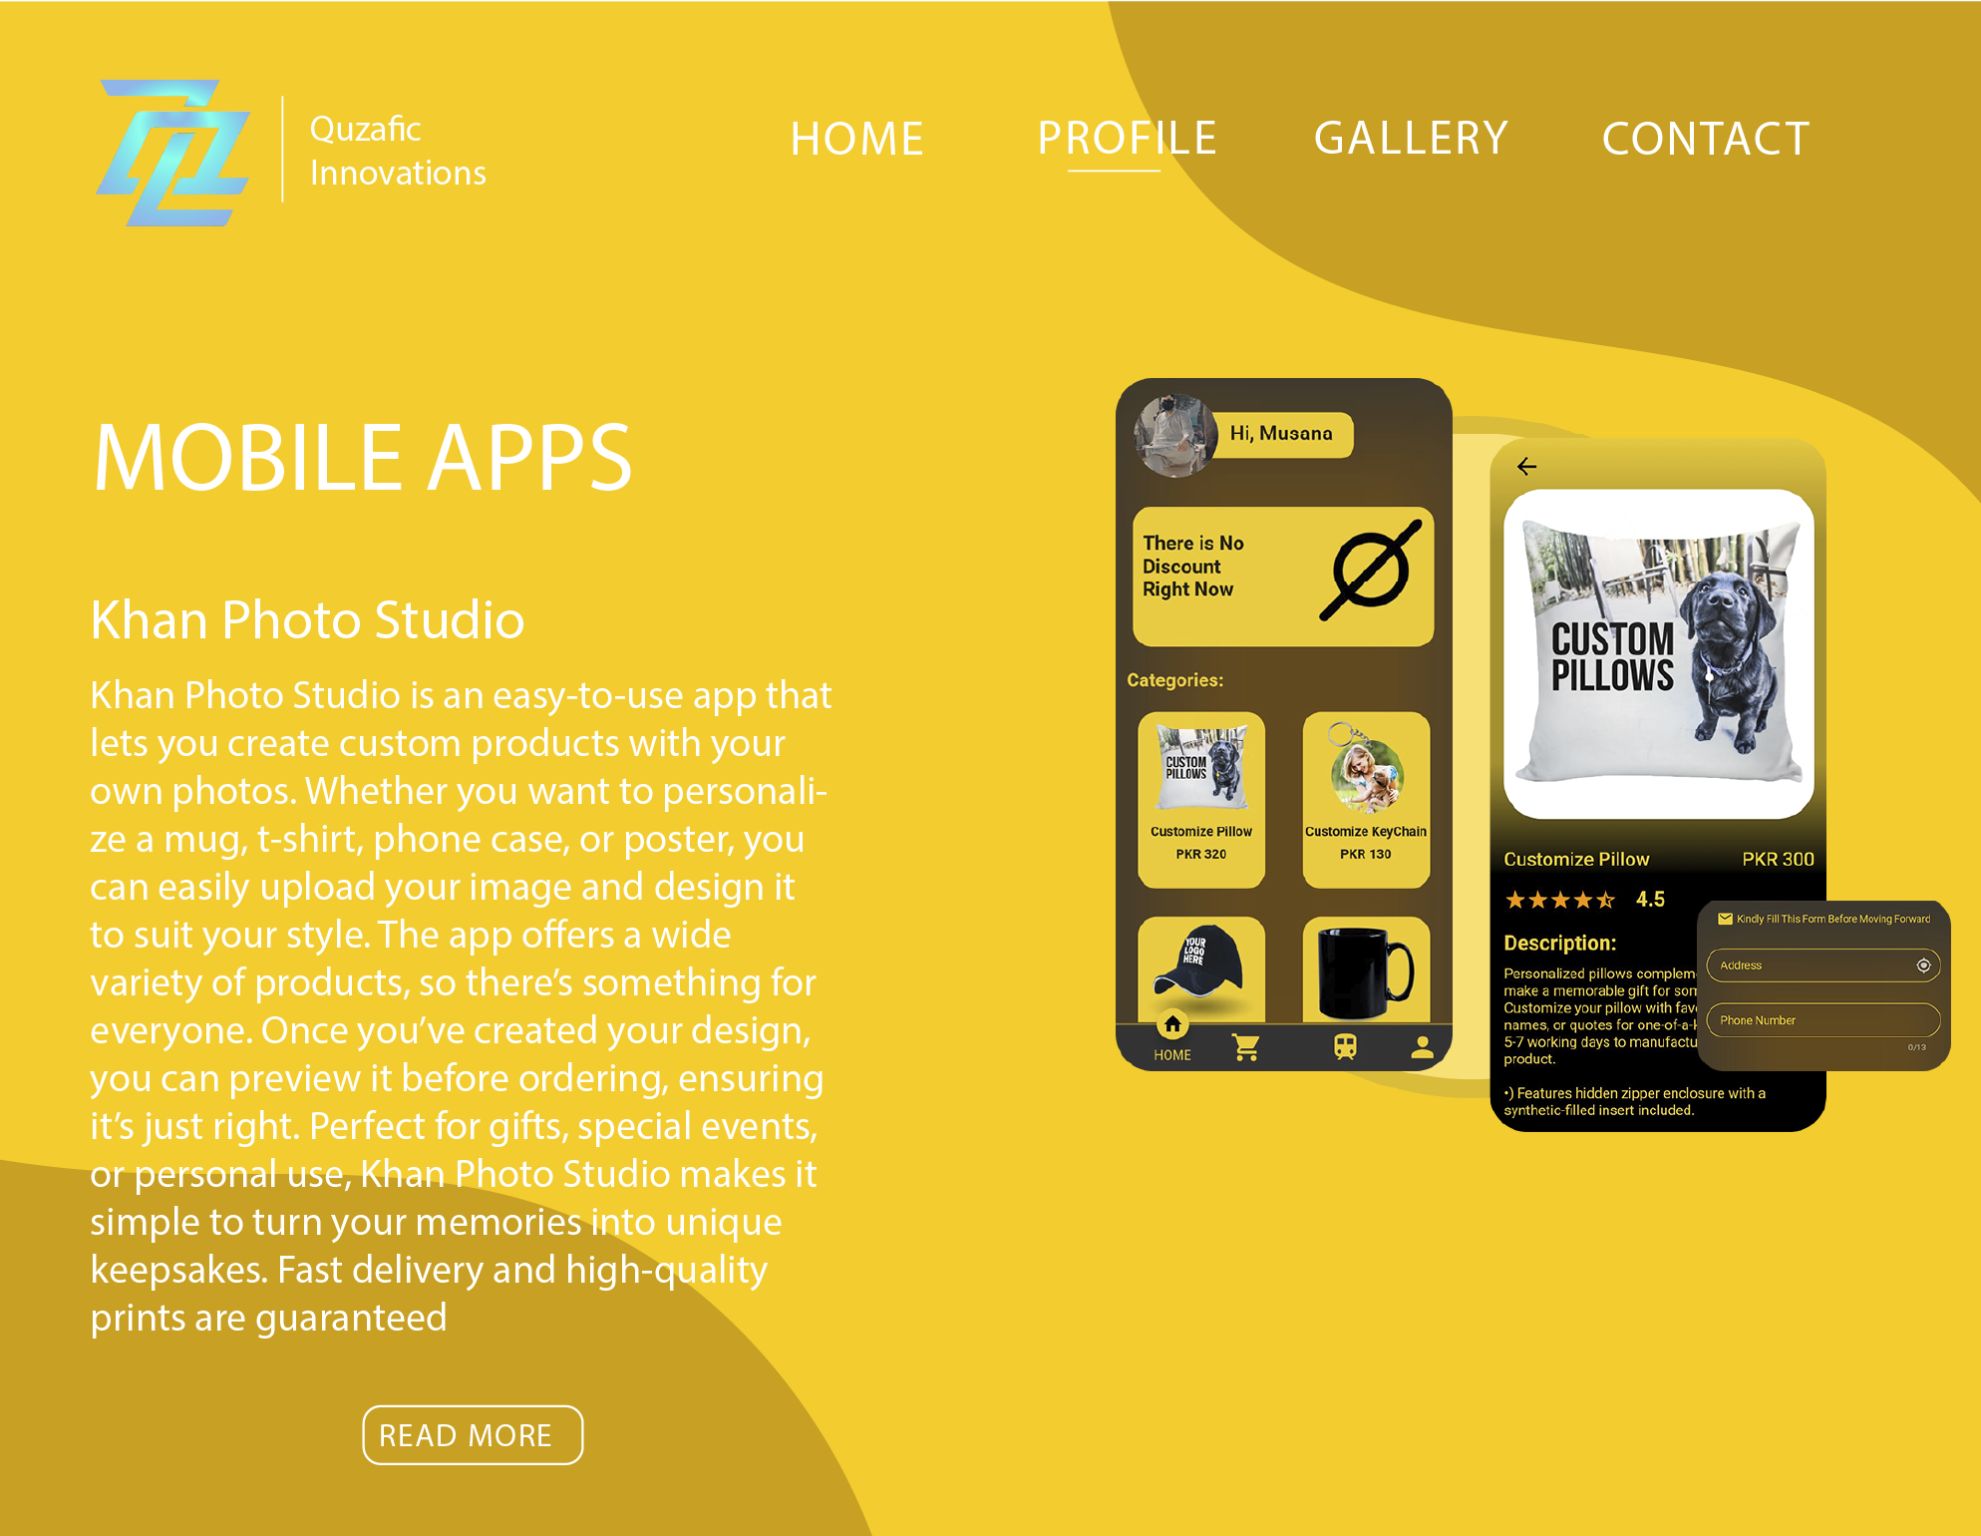 Quzafic
Innovations
HOME PROFILE GALLERY CONTACT
MOBILE APPS
Khan Photo Studio
Khan Photo Studio is an easy-to-use app that
lets you create custom products with your
own photos. Whether you want to personali-
ze a mug, t-shirt, phone case, or poster, you
can easily upload your image and design it
to suit your style. The app offers a wide
variety of products, so there’s something for
everyone. Once you’ve created your design,
you can preview it before ordering, ensuring
it’s just right. Perfect for gifts, special events,
or personal use, Khan Photo Studio makes it
simple to turn your memories into unique
keepsakes. Fast delivery and high-quality
prints are guaranteed
READ MORE
Hi, Musana
There is No
Discount
Right Now
Categories:
CUSTOM
PILLOWS
Customize Pillow
PKR 320
Customize KeyChain
PKR 130
YOUR
LOGO
HERE
HOME
CUSTOM
PILLOWS
Customize Pillow PKR 300
4.5
Description:
Personalized pillows complem
make a memorable gift for som
Customize your pillow with favo
names, or quotes for one-of-a-k
5-7 working days to manufactu
product.
•) Features hidden zipper enclosure with a
synthetic-filled insert included.
Kindly Fill This Form Before Moving Forward
Address
Phone Number
0/13